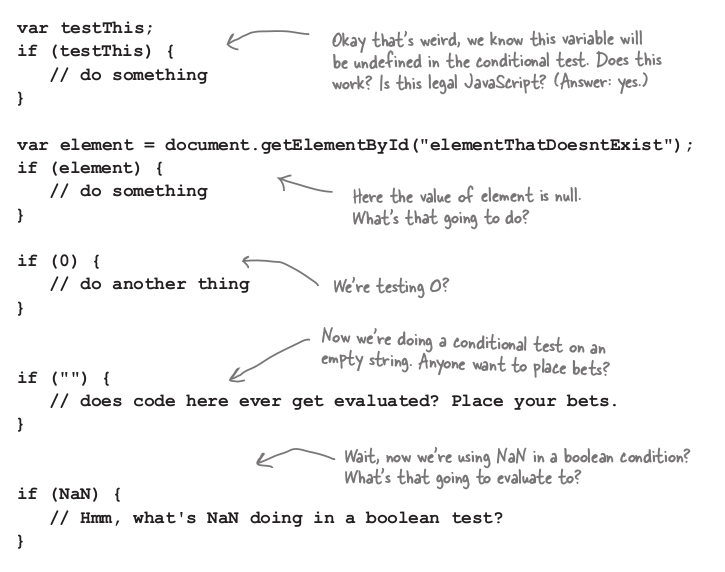 var testThis;
if (testThis) {
// do something
}
Okay that's weird, we know this variable will
be undefined in the conditional test. Does this
work? Is this legal JavaScript? (Answer: yes.)
var element = document.getElementById("elementThatDoesntExist");
if (element) {
// do something
}
Here the value of element is null.
What's that going to do?
if (0) {
// do another thing
}
We're testing 0?
Now we're doing a conditional test on an
empty string. Anyone want to place bets?
if ("") {
// does code here ever get evaluated? Place your bets.
}
Wait, now we're using NaN in a boolean condition?
What's that going to evaluate to?
if (NaN) {
// Hmm, what's NaN doing in a boolean test?
}